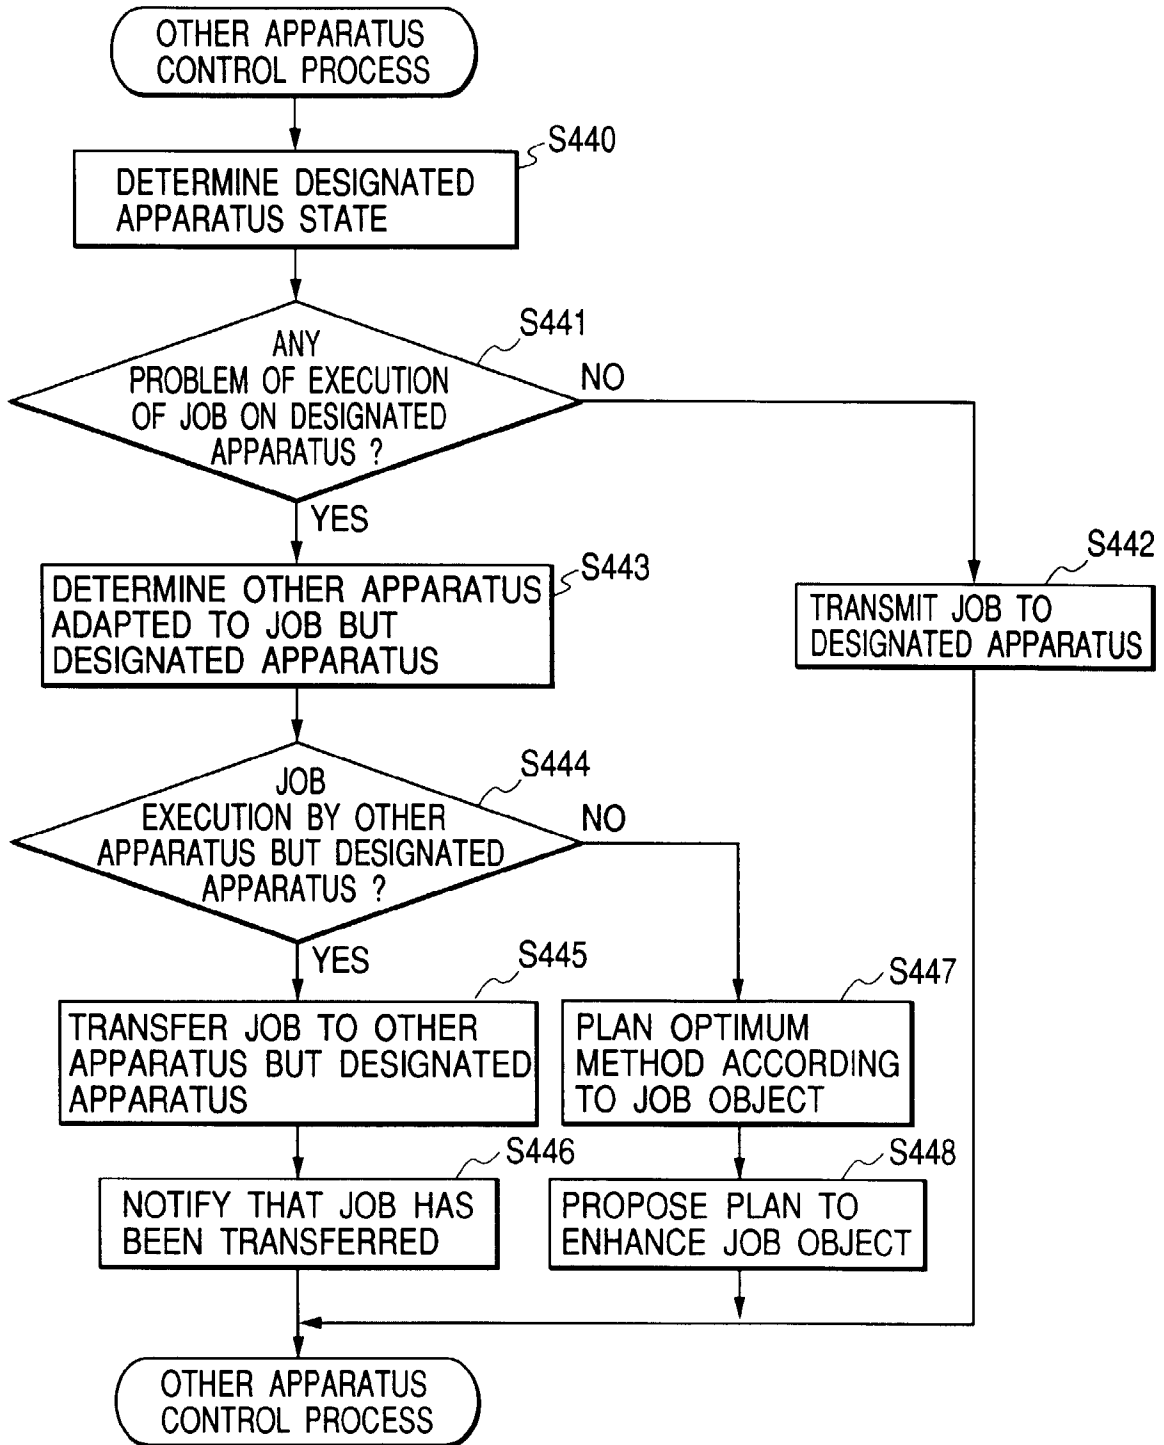 OTHER APPARATUS
CONTROL PROCESS
S440
DETERMINE DESIGNATED
APPARATUS STATE
S441
ANY
PROBLEM OF EXECUTION
OF JOB ON DESIGNATED
APPARATUS ?
NO
YES
S442
TRANSMIT JOB TO
DESIGNATED APPARATUS
S443
DETERMINE OTHER APPARATUS
ADAPTED TO JOB BUT
DESIGNATED APPARATUS
S444
JOB
EXECUTION BY OTHER
APPARATUS BUT DESIGNATED
APPARATUS ?
NO
YES
S445
TRANSFER JOB TO OTHER
APPARATUS BUT DESIGNATED
APPARATUS
S447
PLAN OPTIMUM
METHOD ACCORDING
TO JOB OBJECT
S446
NOTIFY THAT JOB HAS
BEEN TRANSFERRED
S448
PROPOSE PLAN TO
ENHANCE JOB OBJECT
OTHER APPARATUS
CONTROL PROCESS